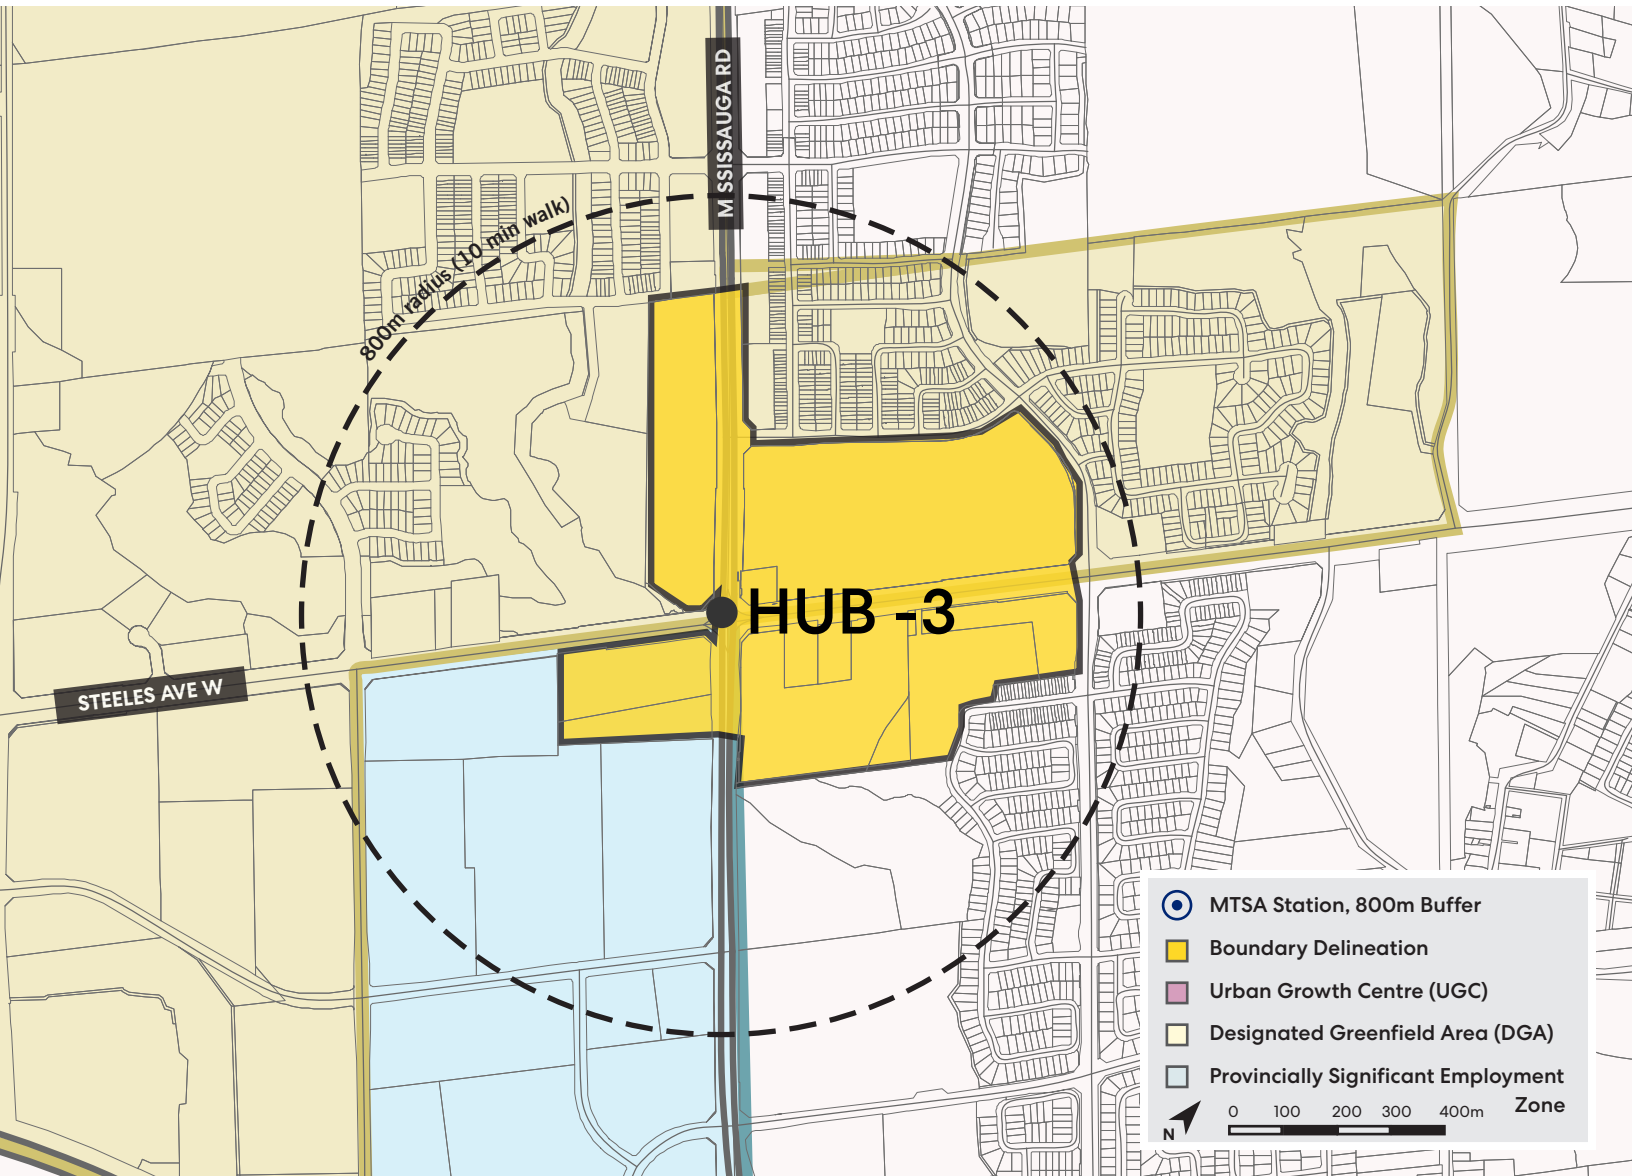 MISSISSAUGA RD
800m radius (10 min walk)
HUB -3
STEELES AVE W
MTSA Station, 800m Buffer
Boundary Delineation
Urban Growth Centre (UGC)
Designated Greenfield Area (DGA)
Provincially Significant Employment
Zone
0 100 200 300 400m
N